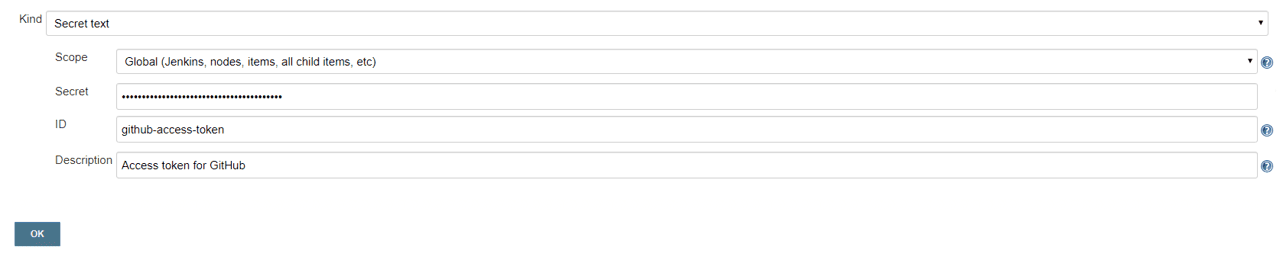 Kind Secret text
Scope Global (Jenkins, nodes, items, all child items, etc)
Secret ••••••••••••••••••••••••••••••••••••••••
ID github-access-token
Description Access token for GitHub
OK